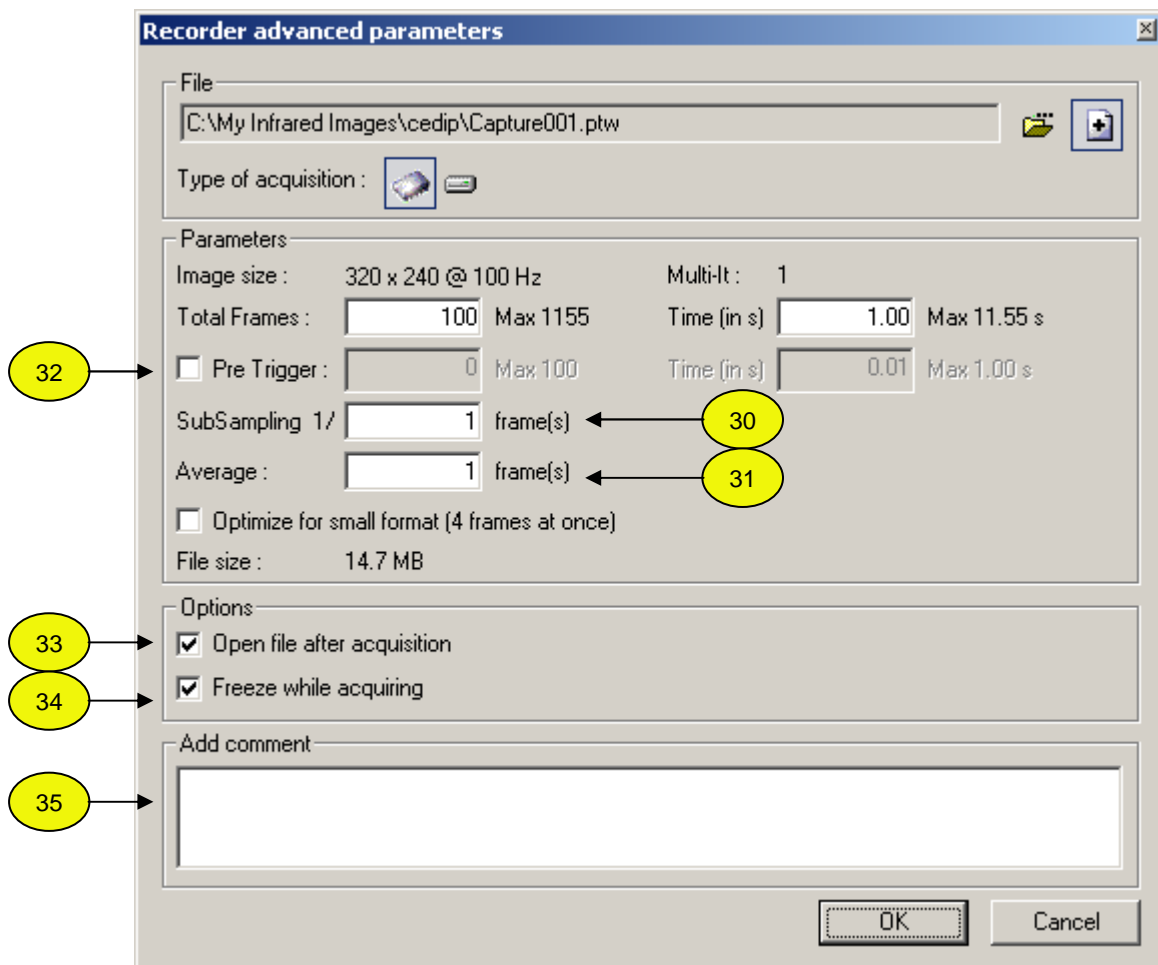 Recorder advanced parameters
File
C:\My Infrared Images\cedip\Capture001.ptw
Type of acquisition :
Parameters
Image size : 320 x 240 @ 100 Hz Multi-It : 1
Total Frames : 100 Max 1155 Time (in s) 1.00 Max 11.55 s
32 Pre Trigger : 0 Max 100 Time (in s) 0.01 Max 1.00 s
SubSampling 1/ 1 frame(s) 30
Average : 1 frame(s) 31
Optimize for small format (4 frames at once)
File size : 14.7 MB
Options
33 Open file after acquisition
34 Freeze while acquiring
Add comment
35
OK Cancel